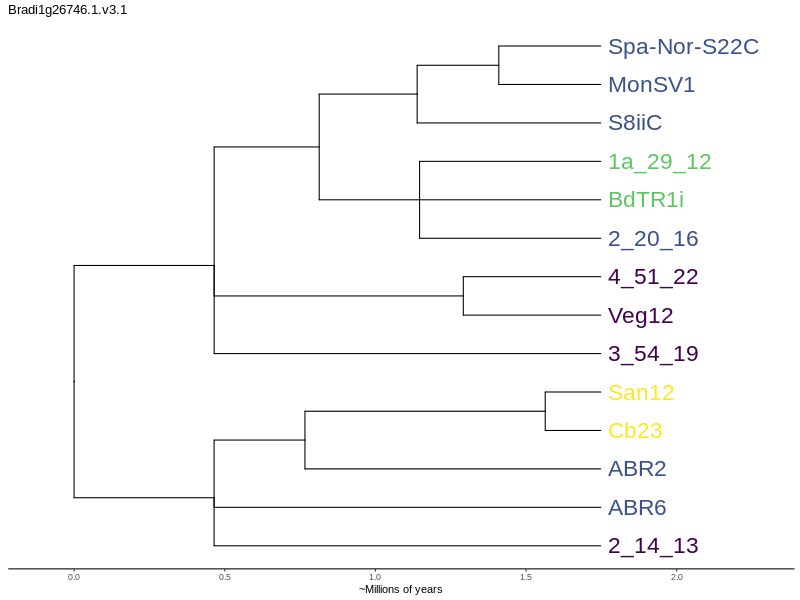 Bradi1g26746.1.v3.1
Spa-Nor-S22C
MonSV1
S8iiC
1a_29_12
BdTR1i
2_20_16
4_51_22
Veg12
3_54_19
San12
Cb23
ABR2
ABR6
2_14_13
0.0 0.5 1.0 1.5 2.0
~Millions of years